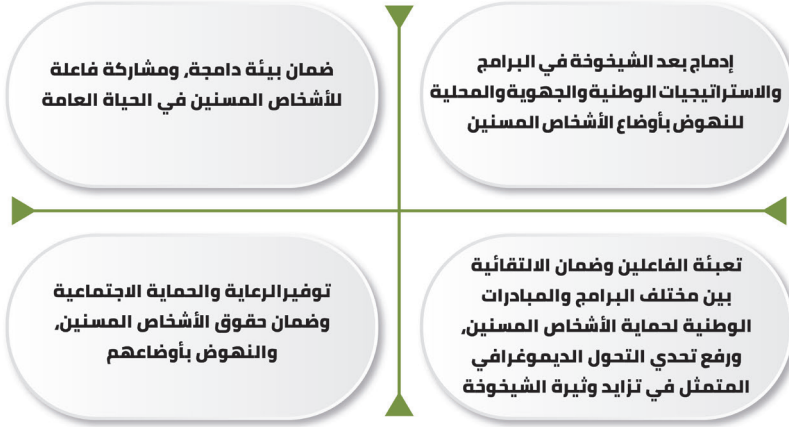 إدماج بعد الشيخوخة في البرامج
والاستراتيجيات الوطنية والجهوية والمحلية
للنهوض بأوضاع الأشخاص المسنين
ضمان بيئة دامجة، ومشاركة فاعلة
للأشخاص المسنين في الحياة العامة
تعبئة الفاعلين وضمان الالتقائية
بين مختلف البرامج والمبادرات
الوطنية لحماية الأشخاص المسنين،
ورفع تحدي التحول الديموغرافي
المتمثل في تزايد وثيرة الشيخوخة
توفير الرعاية والحماية الاجتماعية
وضمان حقوق الأشخاص المسنين،
والنهوض بأوضاعهم